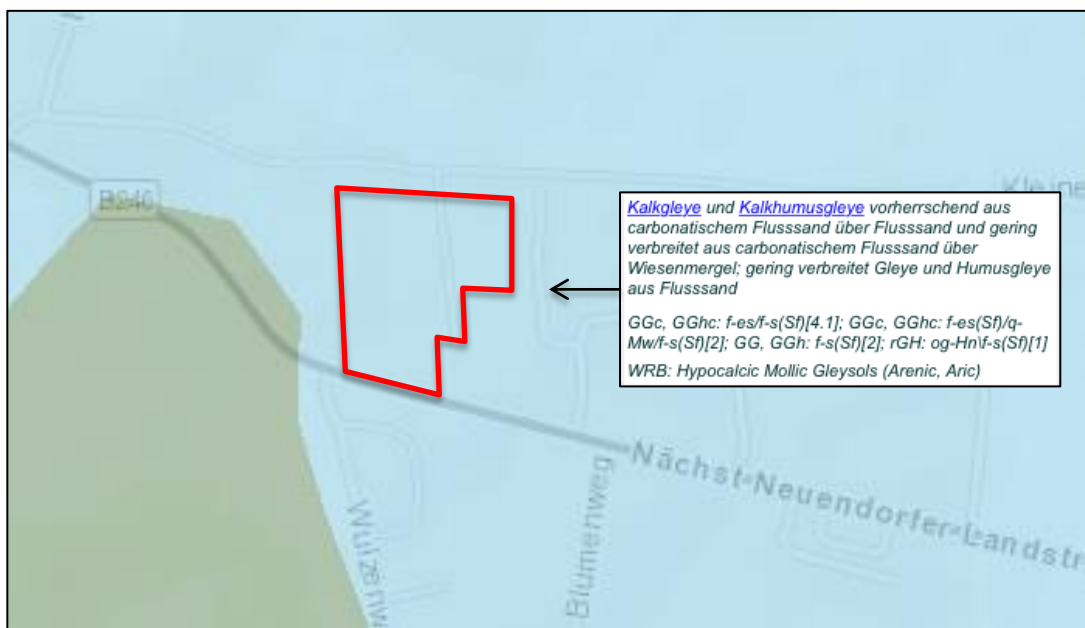 B246
Kleine
Kalkgleye und Kalkhumusgleye vorherrschend aus
carbonatischem Flusssand über Flusssand und gering
verbreitet aus carbonatischem Flusssand über
Wiesenmergel; gering verbreitet Gleye und Humusgleye
aus Flusssand
GGc, GGhc: f-es/f-s(Sf)[4.1]; GGc, GGhc: f-es(Sf)/q-
Mw/f-s(Sf)[2]; GG, GGh: f-s(Sf)[2]; rGH: og-Hn\f-s(Sf)[1]
WRB: Hypocalcic Mollic Gleysols (Arenic, Aric)
Nächst-Neuendorfer-Landstr
Wulzenw
Blumenweg